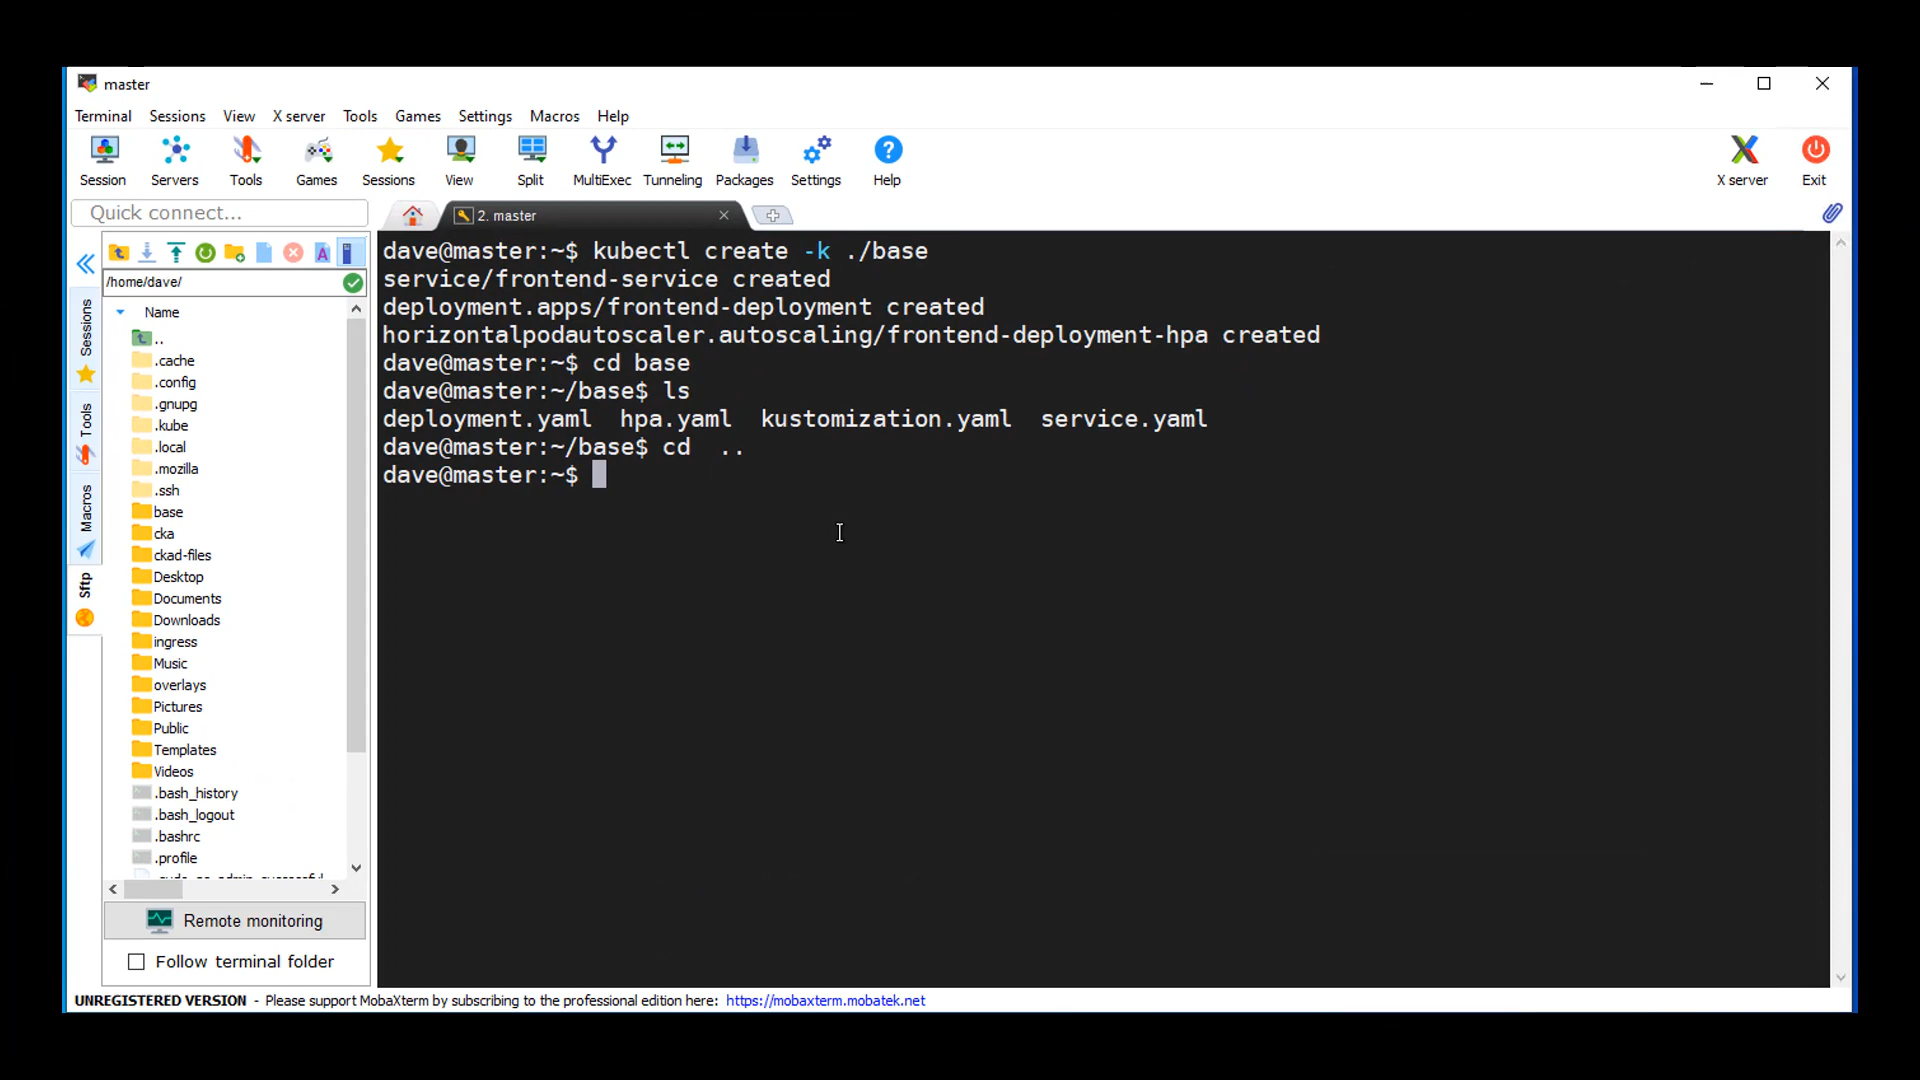 master
Terminal Sessions View X server Tools Games Settings Macros Help
Session Servers Tools Games Sessions View Split MultiExec Tunneling Packages Settings Help X server Exit
Quick connect...
2. master
/home/dave/
Name
..
.cache
.config
.gnupg
.kube
.local
.mozilla
.ssh
base
cka
ckad-files
Desktop
Documents
Downloads
ingress
Music
overlays
Pictures
Public
Templates
Videos
.bash_history
.bash_logout
.bashrc
.profile
Sessions
Tools
Macros
Sftp
Remote monitoring
Follow terminal folder
dave@master:~$ kubectl create -k ./base
service/frontend-service created
deployment.apps/frontend-deployment created
horizontalpodautoscaler.autoscaling/frontend-deployment-hpa created
dave@master:~$ cd base
dave@master:~/base$ ls
deployment.yaml  hpa.yaml  kustomization.yaml  service.yaml
dave@master:~/base$ cd  ..
dave@master:~$
UNREGISTERED VERSION - Please support MobaXterm by subscribing to the professional edition here: https://mobaxterm.mobatek.net